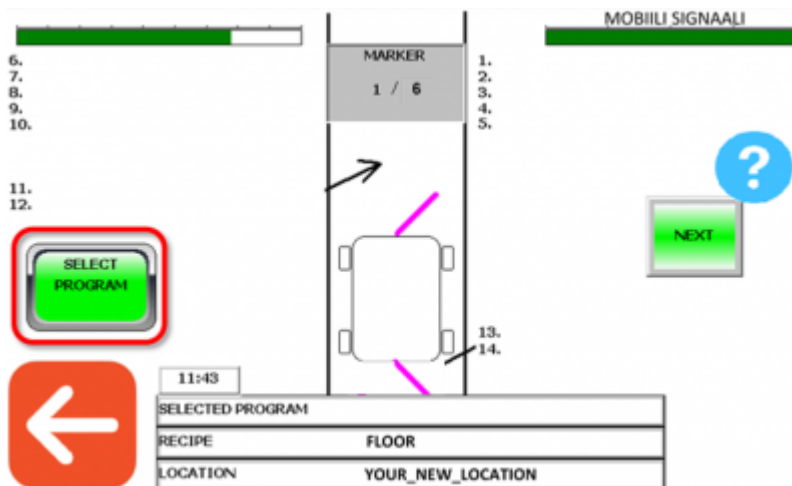 MOBIILI SIGNAALI
6.
7.
8.
9.
10.
MARKER
1 / 6
1.
2.
3.
4.
5.
11.
12.
?
SELECT
PROGRAM
NEXT
13.
14.
11:43
SELECTED PROGRAM
RECIPE FLOOR
LOCATION YOUR_NEW_LOCATION